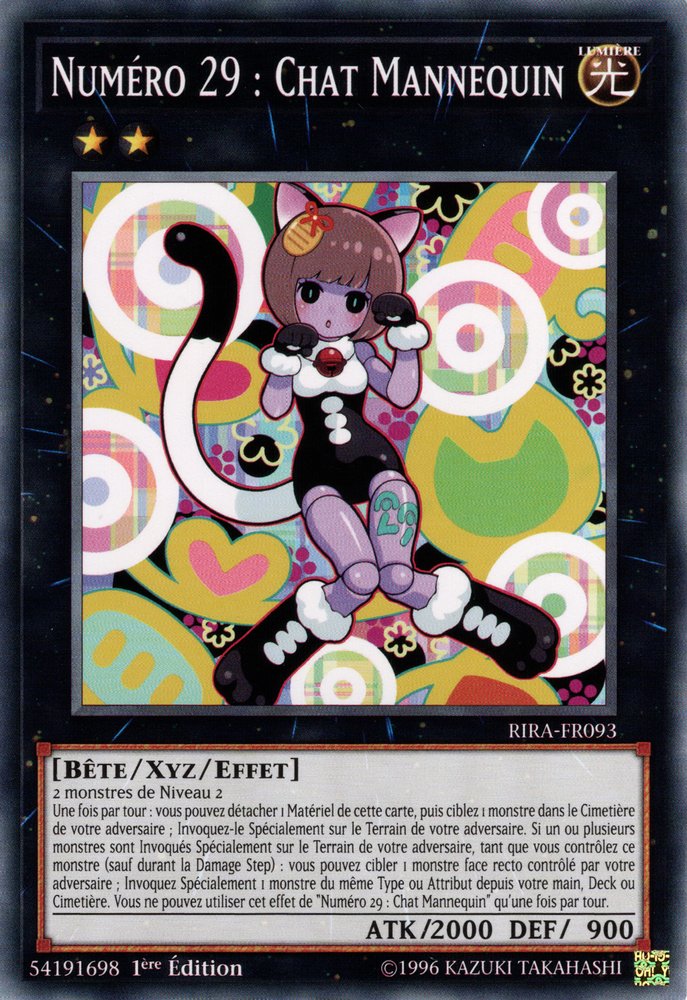 NUMÉRO 29 : CHAT MANNEQUIN
LUMIÈRE
光
29
RIRA-FR093
[BÊTE/XYZ/EFFET]
2 monstres de Niveau 2
Une fois par tour : vous pouvez détacher 1 Matériel de cette carte, puis ciblez 1 monstre dans le Cimetière
de votre adversaire ; Invoquez-le Spécialement sur le Terrain de votre adversaire. Si un ou plusieurs
monstres sont Invoqués Spécialement sur le Terrain de votre adversaire, tant que vous contrôlez ce
monstre (sauf durant la Damage Step) : vous pouvez cibler 1 monstre face recto contrôlé par votre
adversaire ; Invoquez Spécialement 1 monstre du même Type ou Attribut depuis votre main, Deck ou
Cimetière. Vous ne pouvez utiliser cet effet de "Numéro 29 : Chat Mannequin" qu'une fois par tour.
ATK/2000 DEF/ 900
54191698 1ère Édition ©1996 KAZUKI TAKAHASHI